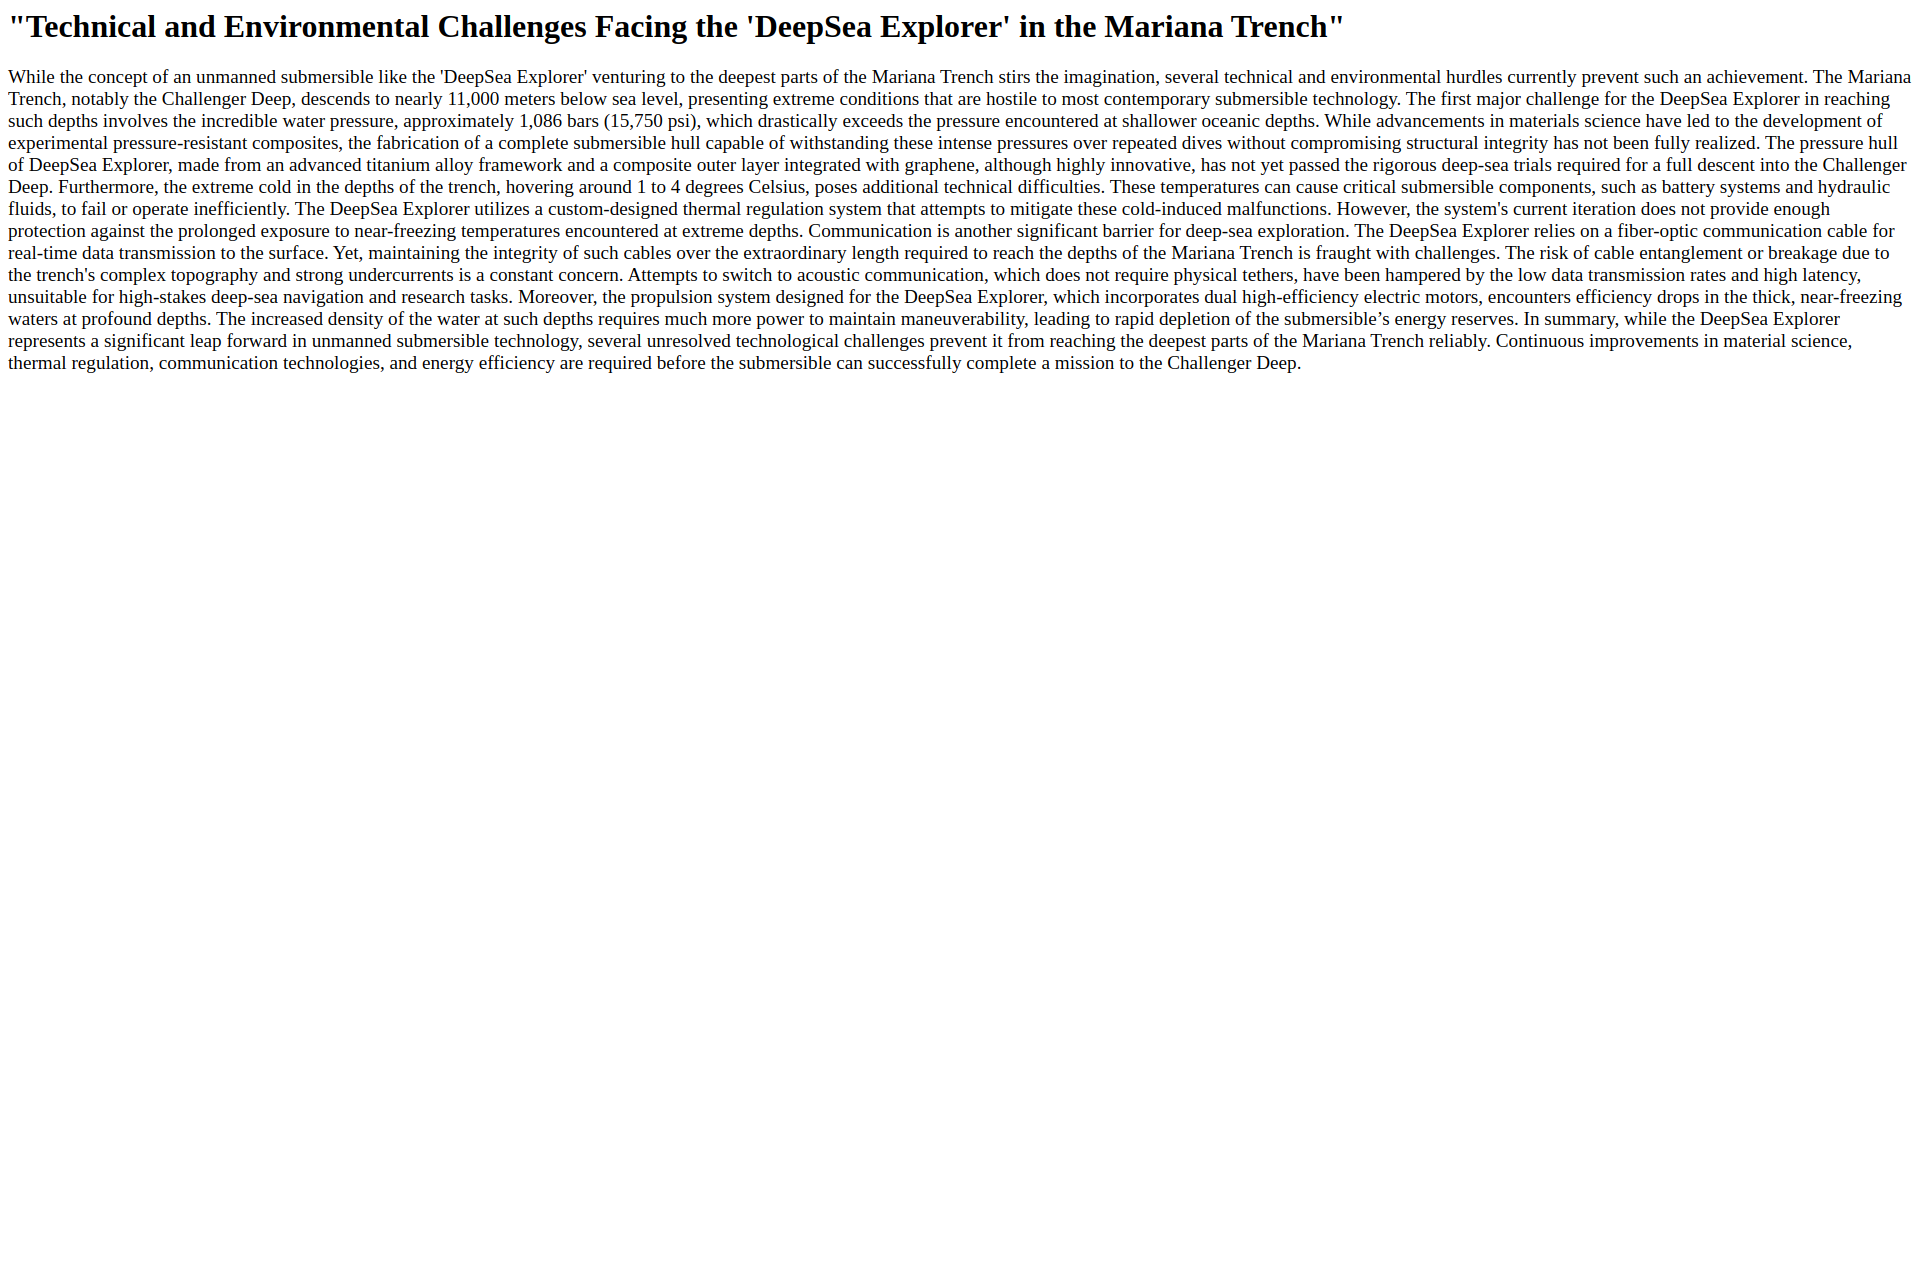 "Technical and Environmental Challenges Facing the 'DeepSea Explorer' in the Mariana Trench"
While the concept of an unmanned submersible like the 'DeepSea Explorer' venturing to the deepest parts of the Mariana Trench stirs the imagination, several technical and environmental hurdles currently prevent such an achievement. The Mariana
Trench, notably the Challenger Deep, descends to nearly 11,000 meters below sea level, presenting extreme conditions that are hostile to most contemporary submersible technology. The first major challenge for the DeepSea Explorer in reaching
such depths involves the incredible water pressure, approximately 1,086 bars (15,750 psi), which drastically exceeds the pressure encountered at shallower oceanic depths. While advancements in materials science have led to the development of
experimental pressure-resistant composites, the fabrication of a complete submersible hull capable of withstanding these intense pressures over repeated dives without compromising structural integrity has not been fully realized. The pressure hull
of DeepSea Explorer, made from an advanced titanium alloy framework and a composite outer layer integrated with graphene, although highly innovative, has not yet passed the rigorous deep-sea trials required for a full descent into the Challenger
Deep. Furthermore, the extreme cold in the depths of the trench, hovering around 1 to 4 degrees Celsius, poses additional technical difficulties. These temperatures can cause critical submersible components, such as battery systems and hydraulic
fluids, to fail or operate inefficiently. The DeepSea Explorer utilizes a custom-designed thermal regulation system that attempts to mitigate these cold-induced malfunctions. However, the system's current iteration does not provide enough
protection against the prolonged exposure to near-freezing temperatures encountered at extreme depths. Communication is another significant barrier for deep-sea exploration. The DeepSea Explorer relies on a fiber-optic communication cable for
real-time data transmission to the surface. Yet, maintaining the integrity of such cables over the extraordinary length required to reach the depths of the Mariana Trench is fraught with challenges. The risk of cable entanglement or breakage due to
the trench's complex topography and strong undercurrents is a constant concern. Attempts to switch to acoustic communication, which does not require physical tethers, have been hampered by the low data transmission rates and high latency,
unsuitable for high-stakes deep-sea navigation and research tasks. Moreover, the propulsion system designed for the DeepSea Explorer, which incorporates dual high-efficiency electric motors, encounters efficiency drops in the thick, near-freezing
waters at profound depths. The increased density of the water at such depths requires much more power to maintain maneuverability, leading to rapid depletion of the submersible’s energy reserves. In summary, while the DeepSea Explorer
represents a significant leap forward in unmanned submersible technology, several unresolved technological challenges prevent it from reaching the deepest parts of the Mariana Trench reliably. Continuous improvements in material science,
thermal regulation, communication technologies, and energy efficiency are required before the submersible can successfully complete a mission to the Challenger Deep.